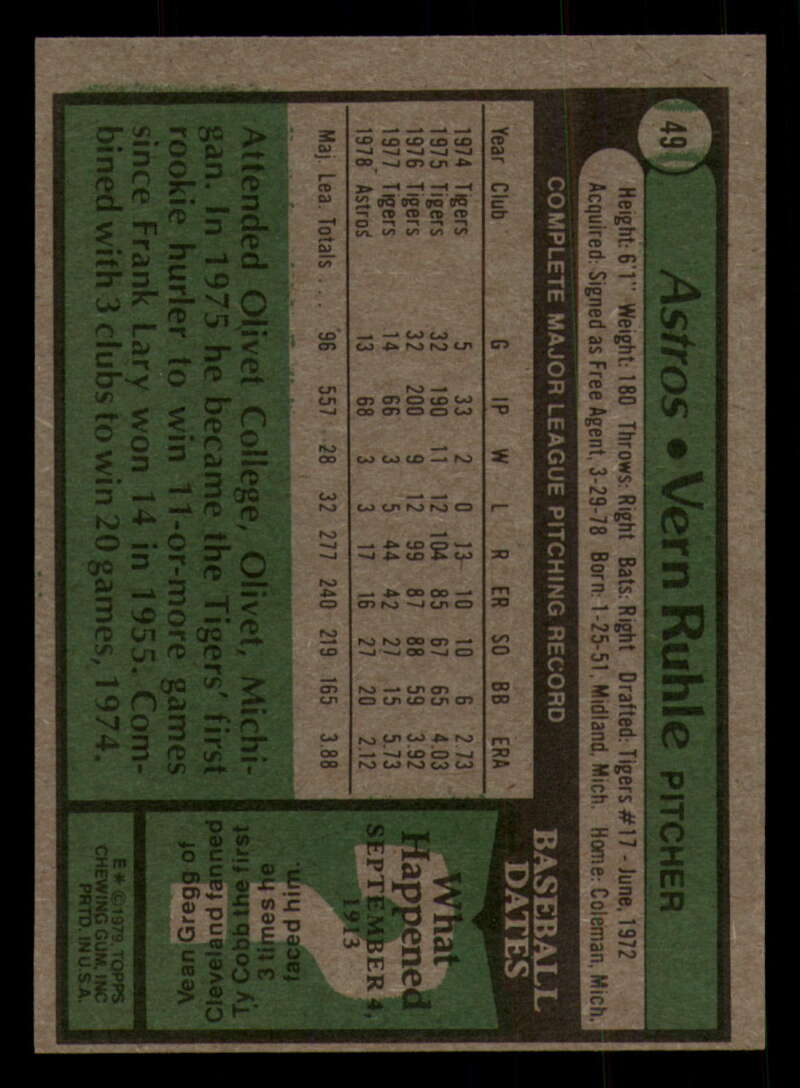 49
Astros • Vern Ruhle PITCHER
Height: 6'1" Weight: 180 Throws: Right Bats: Right Drafted: Tigers #17 - June, 1972
Acquired: Signed as Free Agent, 3-29-78 Born: 1-25-51, Midland, Mich. Home: Coleman, Mich.
COMPLETE MAJOR LEAGUE PITCHING RECORD
Year Club G IP W L R ER SO BB ERA
1974 Tigers 5 33 2 0 13 10 10 6 2.73
1975 Tigers 32 190 11 12 104 85 67 65 4.03
1976 Tigers 32 200 9 12 99 87 88 59 3.92
1977 Tigers 14 66 3 5 44 42 27 15 5.73
1978 Astros 13 68 3 3 17 16 27 20 2.12
Maj. Lea. Totals . . . 96 557 28 32 277 240 219 165 3.88
Attended Olivet College, Olivet, Michi-
gan. In 1975 he became the Tigers' first
rookie hurler to win 11-or-more games
since Frank Lary won 14 in 1955. Com-
bined with 3 clubs to win 20 games, 1974.
BASEBALL
DATES
What
Happened
SEPTEMBER 4,
1913
?
Vean Gregg of
Cleveland fanned
Ty Cobb the first
3 times he
faced him.
E* ©1979, TOPPS
CHEWING GUM, INC
PRTD. IN U.S.A.